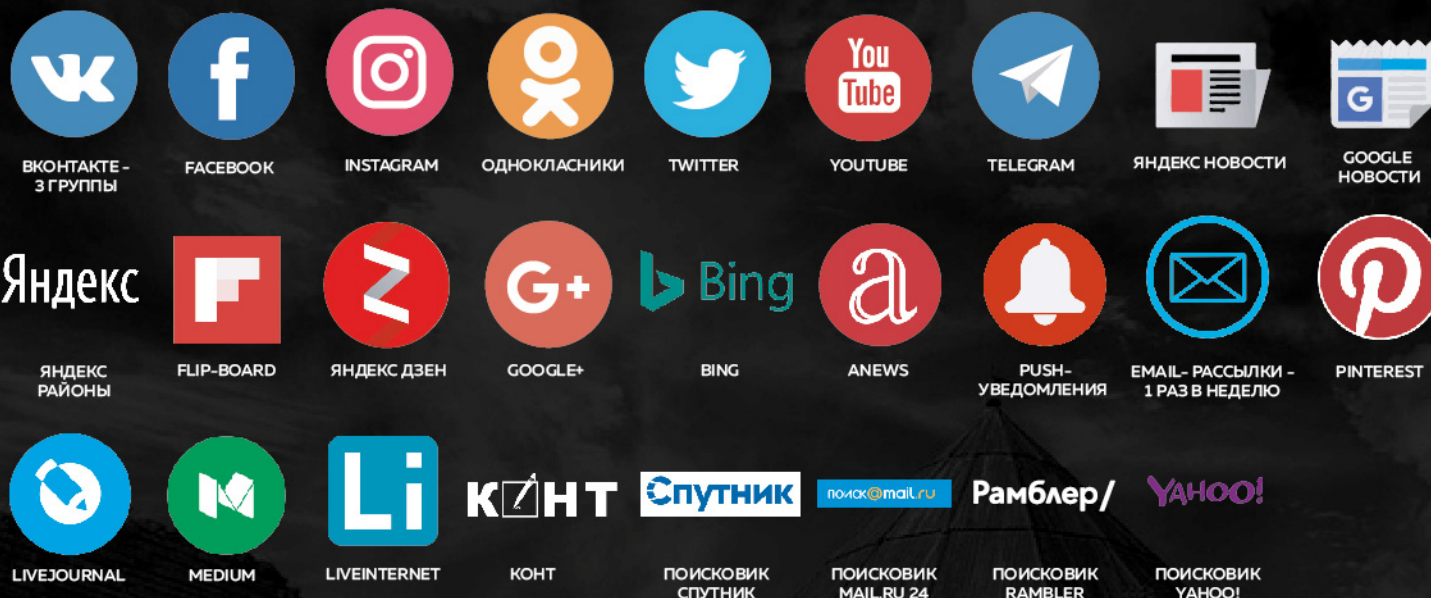 You
Tube
G
ВКОНТАКТЕ -
3 ГРУППЫ
FACEBOOK
INSTAGRAM
ОДНОКЛАСНИКИ
TWITTER
YOUTUBE
TELEGRAM
ЯНДЕКС НОВОСТИ
GOOGLE
НОВОСТИ
Яндекс
G+
Bing
a
ЯНДЕКС
РАЙОНЫ
FLIP-BOARD
ЯНДЕКС ДЗЕН
GOOGLE+
BING
ANEWS
PUSH-
УВЕДОМЛЕНИЯ
EMAIL- РАССЫЛКИ -
1 РАЗ В НЕДЕЛЮ
PINTEREST
Li
КОНТ
Спутник
поиск@mail.ru
Рамблер/
YAHOO!
LIVEJOURNAL
MEDIUM
LIVEINTERNET
КОНТ
ПОИСКОВИК
СПУТНИК
ПОИСКОВИК
MAIL.RU 24
ПОИСКОВИК
RAMBLER
ПОИСКОВИК
YAHOO!